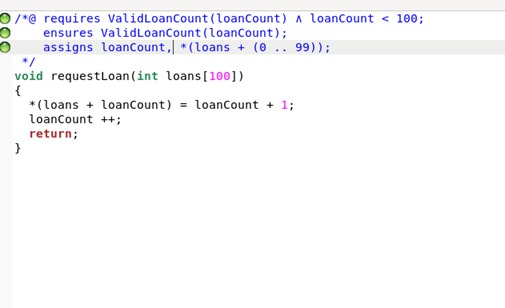 /*@ requires ValidLoanCount(loanCount) ∧ loanCount < 100;
ensures ValidLoanCount(loanCount);
assigns loanCount, *(loans + (0 .. 99));
*/
void requestLoan(int loans[100])
{
*(loans + loanCount) = loanCount + 1;
loanCount ++;
return;
}